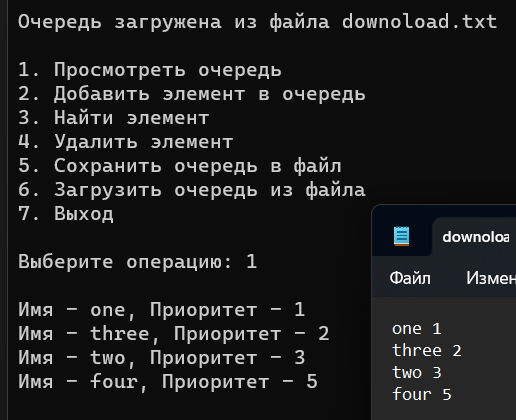 Очередь загружена из файла downoload.txt
1. Просмотреть очередь
2. Добавить элемент в очередь
3. Найти элемент
4. Удалить элемент
5. Сохранить очередь в файл
6. Загрузить очередь из файла
7. Выход
Выберите операцию: 1
Имя - one, Приоритет - 1
Имя - three, Приоритет - 2
Имя - two, Приоритет - 3
Имя - four, Приоритет - 5
downoloa
Файл Измен
one 1
three 2
two 3
four 5